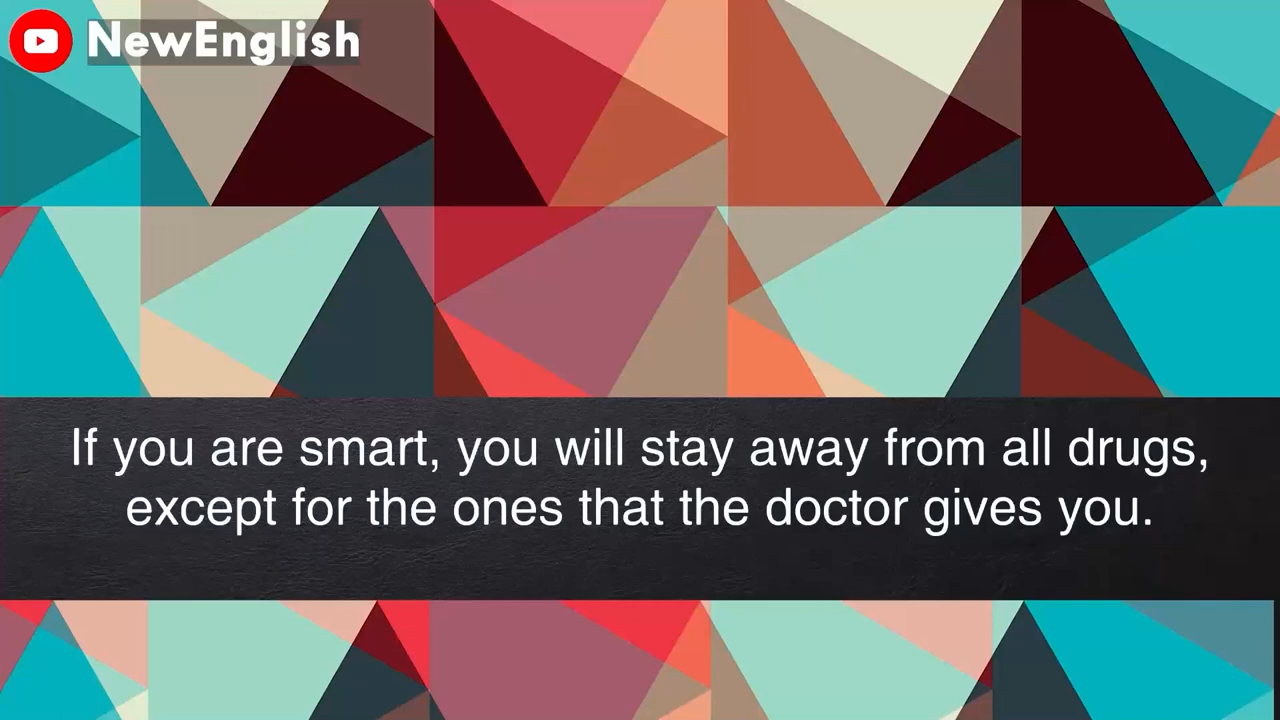 NewEnglish
If you are smart, you will stay away from all drugs,
except for the ones that the doctor gives you.